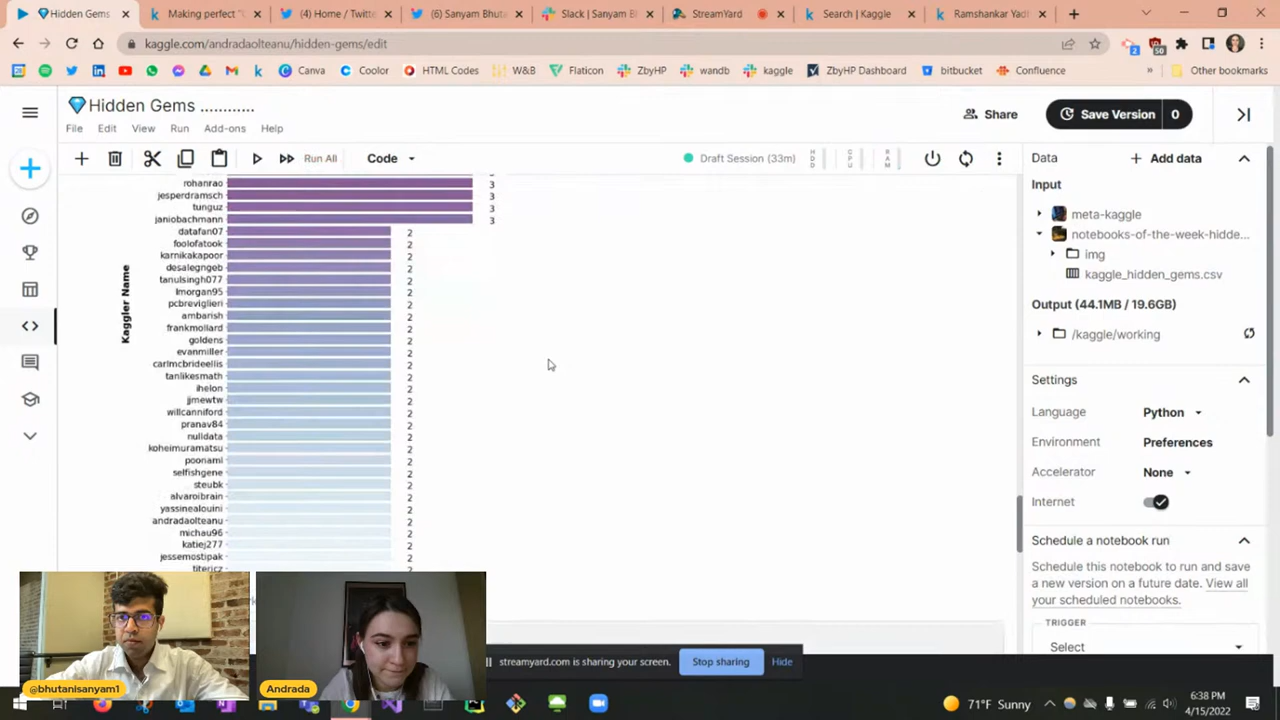 Hidden Gems
Making perfect "
(4) Home / Twitte
(6) Sanyam Bhuta
Slack | Sanyam B
StreamYard
Search | Kaggle
Ramshankar Yad
kaggle.com/andradaolteanu/hidden-gems/edit
Canva
Coolor
HTML Codes
W&B
Flaticon
ZbyHP
wandb
kaggle
ZbyHP Dashboard
bitbucket
Confluence
Other bookmarks
Hidden Gems ............
File
Edit
View
Run
Add-ons
Help
Share
Save Version
0
Run All
Code
Draft Session (33m)
HDD
CPU
RAM
Kaggler Name
rohanrao 3
jesperdramsch 3
tunguz 3
janiobachmann 3
datafan07 2
foolofatook 2
karnikakapoor 2
desalegngeb 2
tanulsingh077 2
lmorgan95 2
pcbreviglieri 2
ambarish 2
frankmollard 2
goldens 2
evanmiller 2
carlmcbrideellis 2
tanlikesmath 2
ihelon 2
jjmewtw 2
willcanniford 2
pranav84 2
nulldata 2
koheimuramatsu 2
poonaml 2
selfishgene 2
steubk 2
alvaroibrain 2
yassinealouini 2
andradaolteanu 2
michau96 2
katiej277 2
jessemostipak 2
titericz 2
Data
Add data
Input
meta-kaggle
notebooks-of-the-week-hidde...
img
kaggle_hidden_gems.csv
Output (44.1MB / 19.6GB)
/kaggle/working
Settings
Language
Python
Environment
Preferences
Accelerator
None
Internet
Schedule a notebook run
Schedule this notebook to run and save
a new version on a future date. View all
your scheduled notebooks.
TRIGGER
Select
@bhutanisanyam1
Andrada
streamyard.com is sharing your screen.
Stop sharing
Hide
71°F Sunny
6:38 PM
4/15/2022